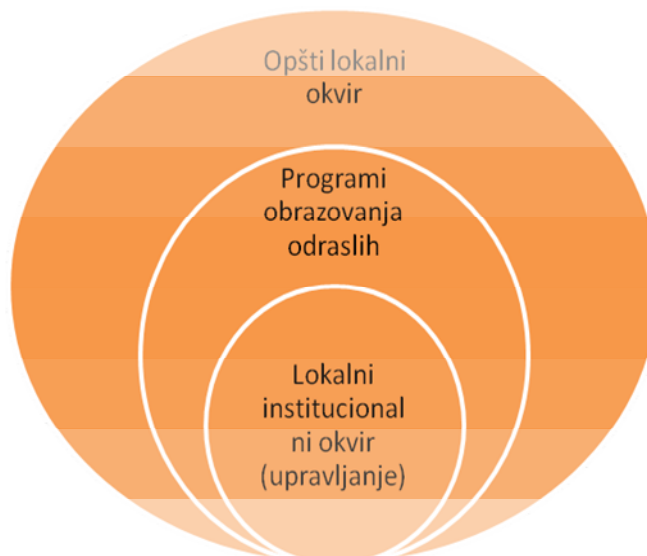 Opšti lokalni
okvir
Programi
obrazovanja
odraslih
Lokalni
institucional
ni okvir
(upravljanje)